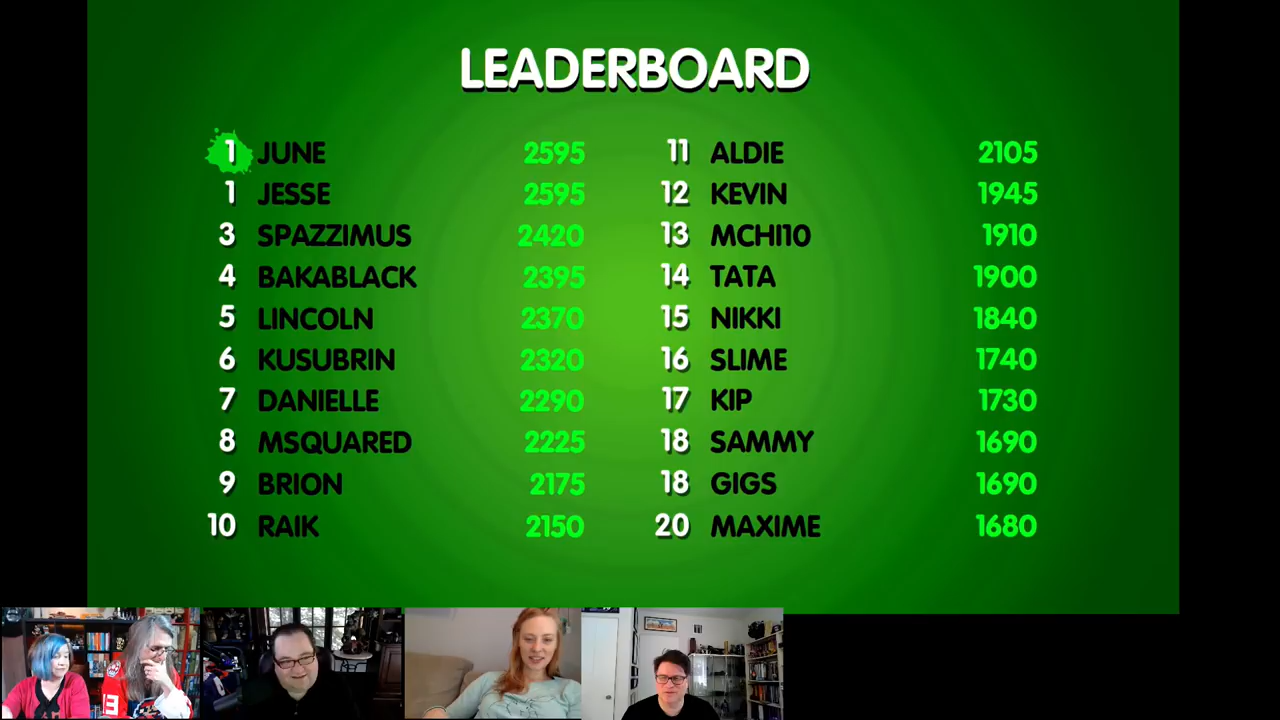 LEADERBOARD
1 JUNE 2595
1 JESSE 2595
3 SPAZZIMUS 2420
4 BAKABLACK 2395
5 LINCOLN 2370
6 KUSUBRIN 2320
7 DANIELLE 2290
8 MSQUARED 2225
9 BRION 2175
10 RAIK 2150
11 ALDIE 2105
12 KEVIN 1945
13 MCHI10 1910
14 TATA 1900
15 NIKKI 1840
16 SLIME 1740
17 KIP 1730
18 SAMMY 1690
18 GIGS 1690
20 MAXIME 1680